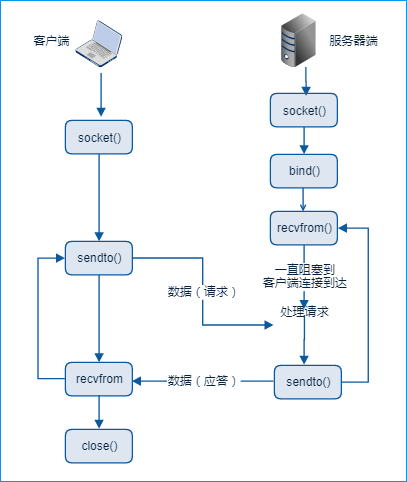 客户端
服务器端
socket()
socket()
bind()
recvfrom()
sendto()
一直阻塞到
客户端连接到达
数据（请求）
处理请求
recvfrom
数据（应答）
sendto()
close()